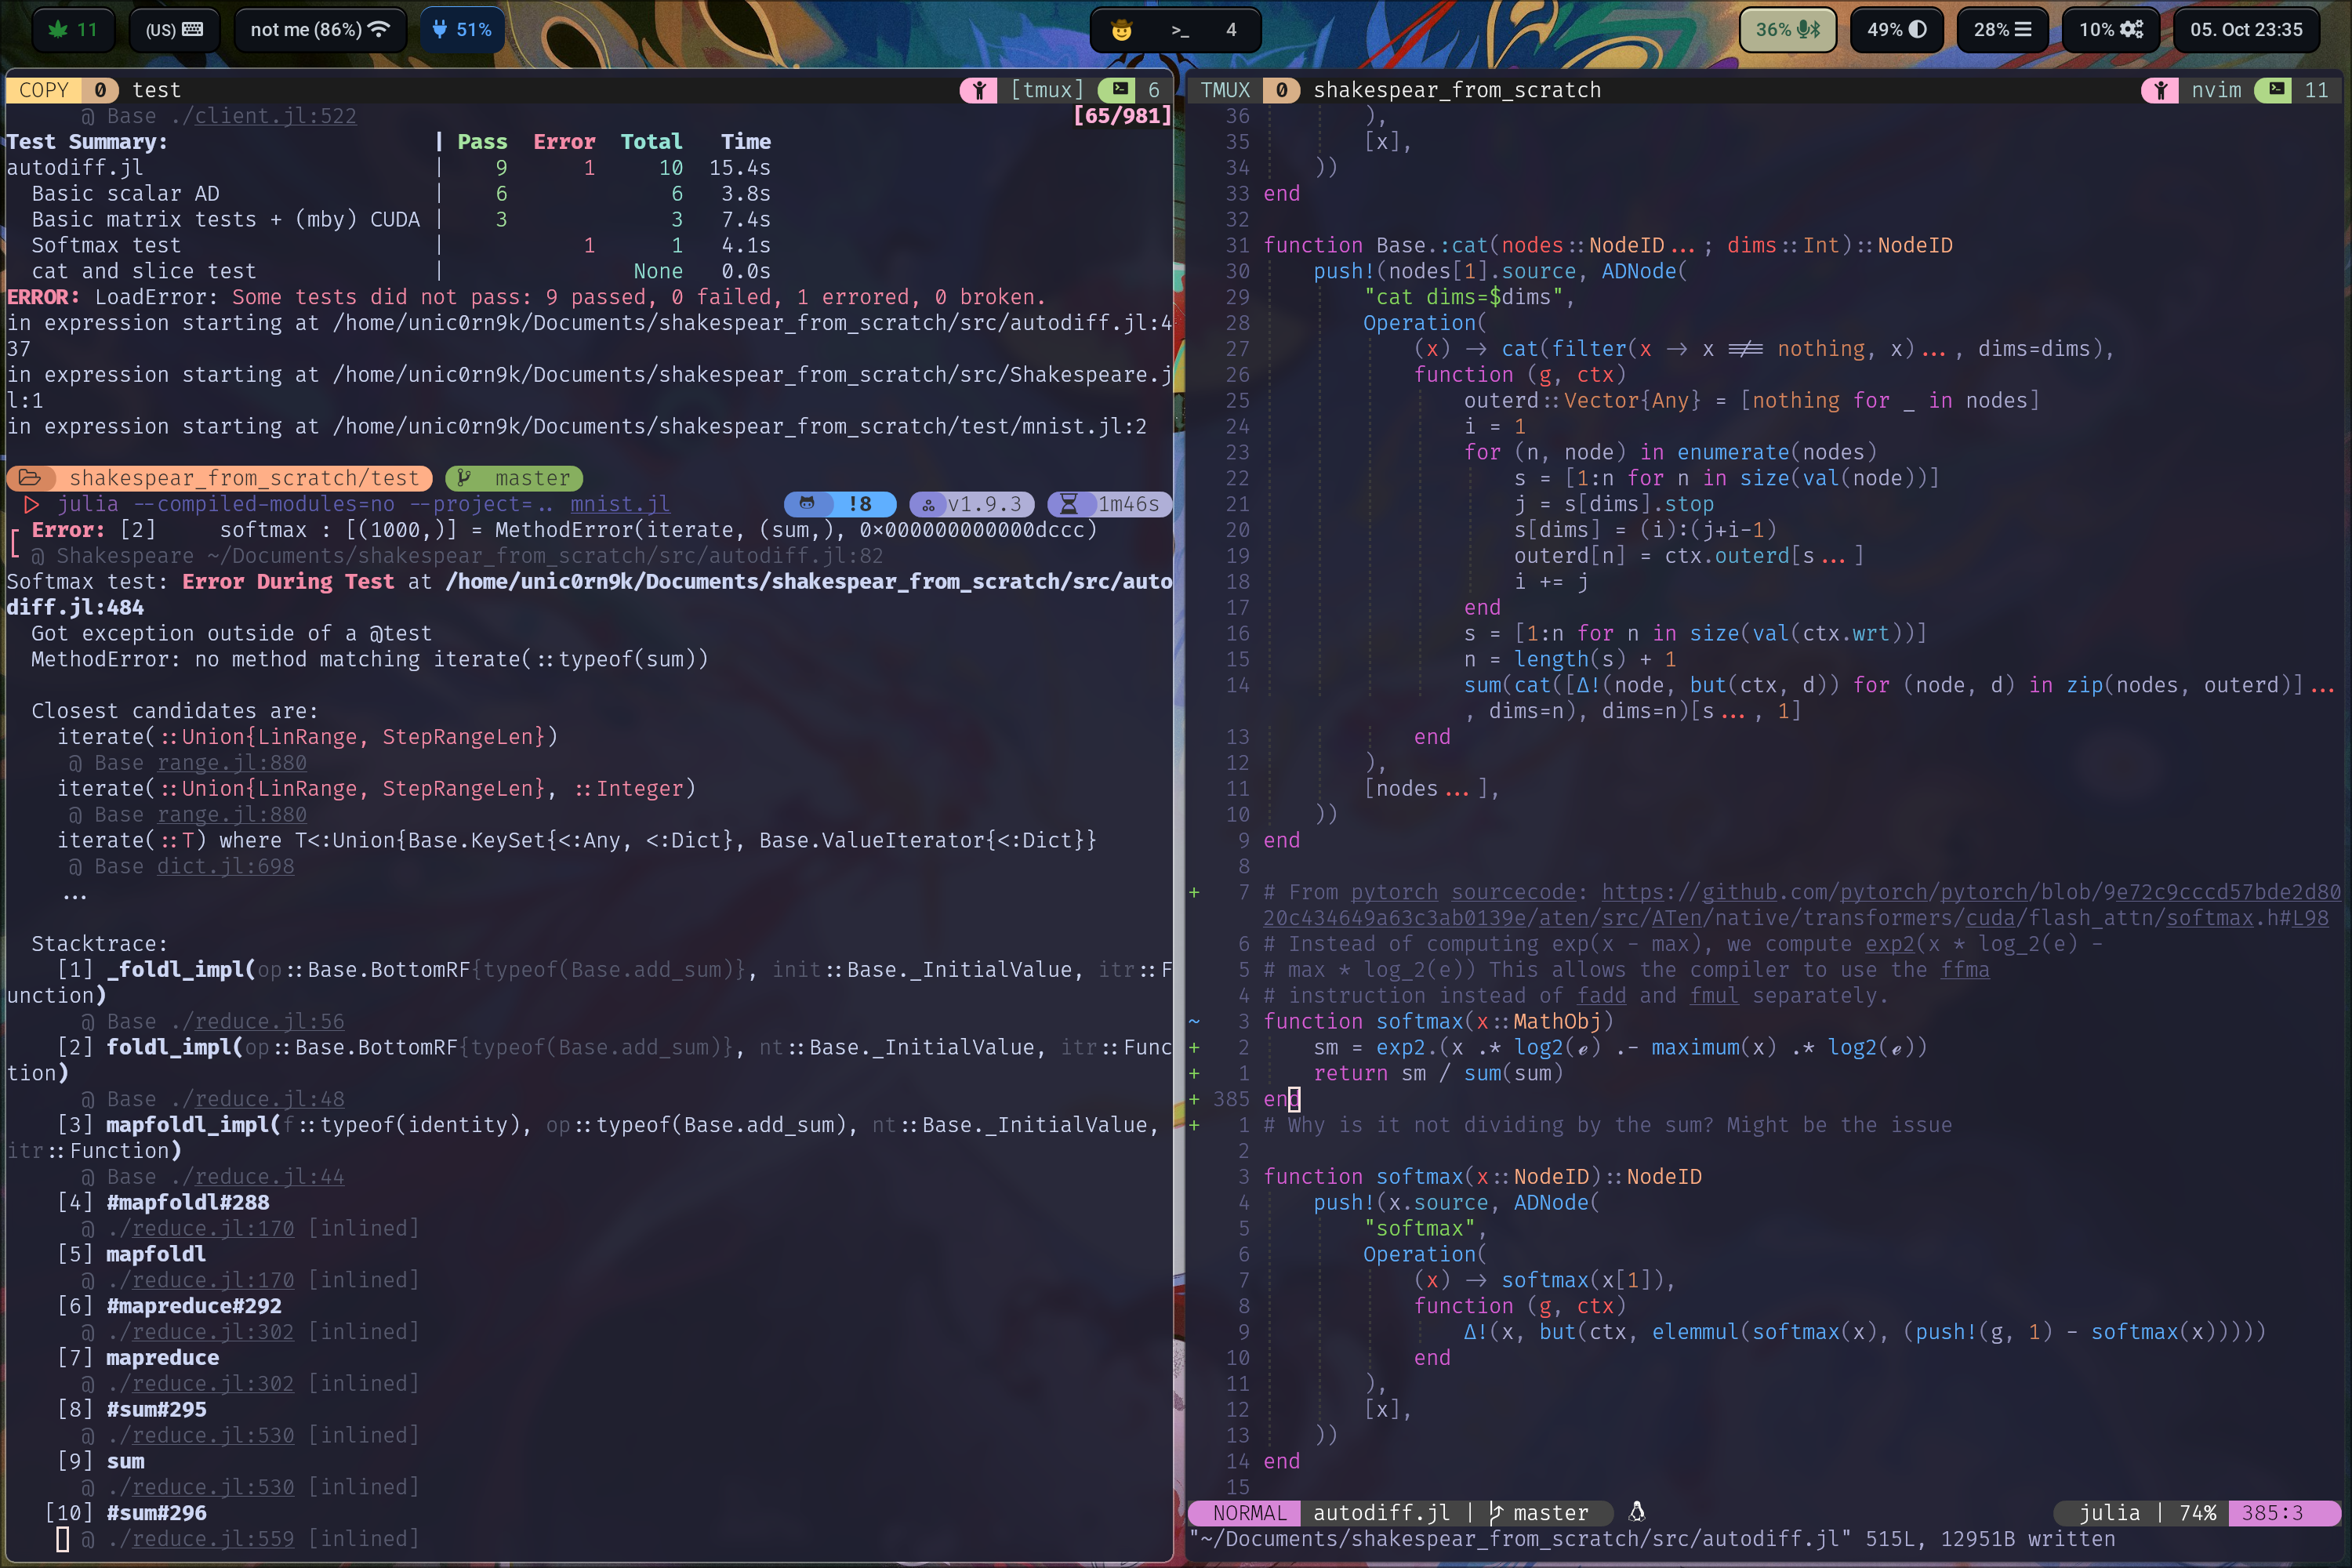 11 (US) not me (86%) 51% >_ 4 36% 49% 28% 10% 05. Oct 23:35
COPY 0 test [tmux] 6
@ Base ./client.jl:522 [65/981]
Test Summary: | Pass Error Total Time
autodiff.jl | 9 1 10 15.4s
Basic scalar AD | 6 6 3.8s
Basic matrix tests + (mby) CUDA | 3 3 7.4s
Softmax test | 1 1 4.1s
cat and slice test | None 0.0s
ERROR: LoadError: Some tests did not pass: 9 passed, 0 failed, 1 errored, 0 broken.
in expression starting at /home/unic0rn9k/Documents/shakespear_from_scratch/src/autodiff.jl:4
37
in expression starting at /home/unic0rn9k/Documents/shakespear_from_scratch/src/Shakespeare.j
l:1
in expression starting at /home/unic0rn9k/Documents/shakespear_from_scratch/test/mnist.jl:2
shakespear_from_scratch/test master
julia --compiled-modules=no --project=.. mnist.jl !8 v1.9.3 1m46s
Error: [2] softmax : [(1000,)] = MethodError(iterate, (sum,), 0×000000000000dccc)
@ Shakespeare ~/Documents/shakespear_from_scratch/src/autodiff.jl:82
Softmax test: Error During Test at /home/unic0rn9k/Documents/shakespear_from_scratch/src/auto
diff.jl:484
Got exception outside of a @test
MethodError: no method matching iterate(::typeof(sum))
Closest candidates are:
iterate(::Union{LinRange, StepRangeLen})
@ Base range.jl:880
iterate(::Union{LinRange, StepRangeLen}, ::Integer)
@ Base range.jl:880
iterate(::T) where T<:Union{Base.KeySet{<:Any, <:Dict}, Base.ValueIterator{<:Dict}}
@ Base dict.jl:698
...
Stacktrace:
[1] _foldl_impl(op::Base.BottomRF{typeof(Base.add_sum)}, init::Base._InitialValue, itr::F
unction)
@ Base ./reduce.jl:56
[2] foldl_impl(op::Base.BottomRF{typeof(Base.add_sum)}, nt::Base._InitialValue, itr::Func
tion)
@ Base ./reduce.jl:48
[3] mapfoldl_impl(f::typeof(identity), op::typeof(Base.add_sum), nt::Base._InitialValue,
itr::Function)
@ Base ./reduce.jl:44
[4] #mapfoldl#288
@ ./reduce.jl:170 [inlined]
[5] mapfoldl
@ ./reduce.jl:170 [inlined]
[6] #mapreduce#292
@ ./reduce.jl:302 [inlined]
[7] mapreduce
@ ./reduce.jl:302 [inlined]
[8] #sum#295
@ ./reduce.jl:530 [inlined]
[9] sum
@ ./reduce.jl:530 [inlined]
[10] #sum#296
@ ./reduce.jl:559 [inlined]
TMUX 0 shakespear_from_scratch nvim 11
36 ),
35 [x],
34 ))
33 end
32
31 function Base.:cat(nodes::NodeID...; dims::Int)::NodeID
30 push!(nodes[1].source, ADNode(
29 "cat dims=$dims",
28 Operation(
27 (x) -> cat(filter(x -> x !== nothing, x)..., dims=dims),
26 function (g, ctx)
25 outerd::Vector{Any} = [nothing for _ in nodes]
24 i = 1
23 for (n, node) in enumerate(nodes)
22 s = [1:n for n in size(val(node))]
21 j = s[dims].stop
20 s[dims] = (i):(j+i-1)
19 outerd[n] = ctx.outerd[s...]
18 i += j
17 end
16 s = [1:n for n in size(val(ctx.wrt))]
15 n = length(s) + 1
14 sum(cat([Δ!(node, but(ctx, d)) for (node, d) in zip(nodes, outerd)]...
, dims=n), dims=n)[s..., 1]
13 end
12 ),
11 [nodes...],
10 ))
9 end
8
+ 7 # From pytorch sourcecode: https://github.com/pytorch/pytorch/blob/9e72c9cccd57bde2d80
20c434649a63c3ab0139e/aten/src/ATen/native/transformers/cuda/flash_attn/softmax.h#L98
6 # Instead of computing exp(x - max), we compute exp2(x * log_2(e) -
5 # max * log_2(e)) This allows the compiler to use the ffma
4 # instruction instead of fadd and fmul separately.
~ 3 function softmax(x::MathObj)
+ 2 sm = exp2.(x .* log2(ℯ) .- maximum(x) .* log2(ℯ))
+ 1 return sm / sum(sum)
+ 385 end
+ 1 # Why is it not dividing by the sum? Might be the issue
2
3 function softmax(x::NodeID)::NodeID
4 push!(x.source, ADNode(
5 "softmax",
6 Operation(
7 (x) -> softmax(x[1]),
8 function (g, ctx)
9 Δ!(x, but(ctx, elemmul(softmax(x), (push!(g, 1) - softmax(x)))))
10 end
11 ),
12 [x],
13 ))
14 end
15
NORMAL autodiff.jl | master julia | 74% 385:3
"~/Documents/shakespear_from_scratch/src/autodiff.jl" 515L, 12951B written